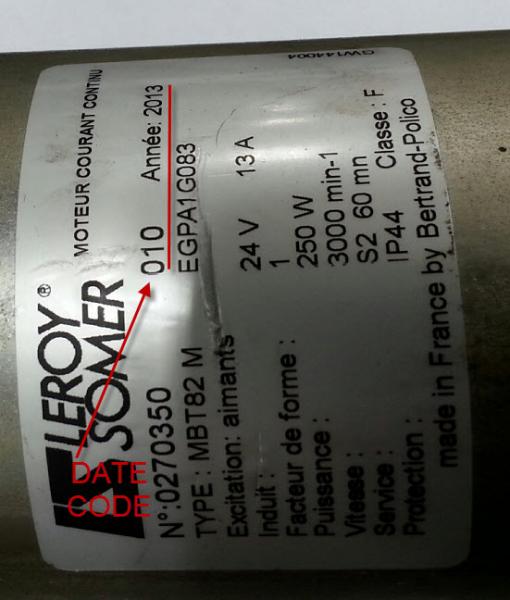 LEROY®
SOMER
MOTEUR COURANT CONTINU
N°:0270350 010 Année: 2013
TYPE : MBT82 M EGPA1G083
Excitation: aimants
Induit : 24 V 13 A
Facteur de forme : 1
Puissance : 250 W
Vitesse : 3000 min-1
Service : S2 60 mn
Protection : IP44 Classe : F
made in France by Bertrand-Polico
GW144004
DATE
CODE